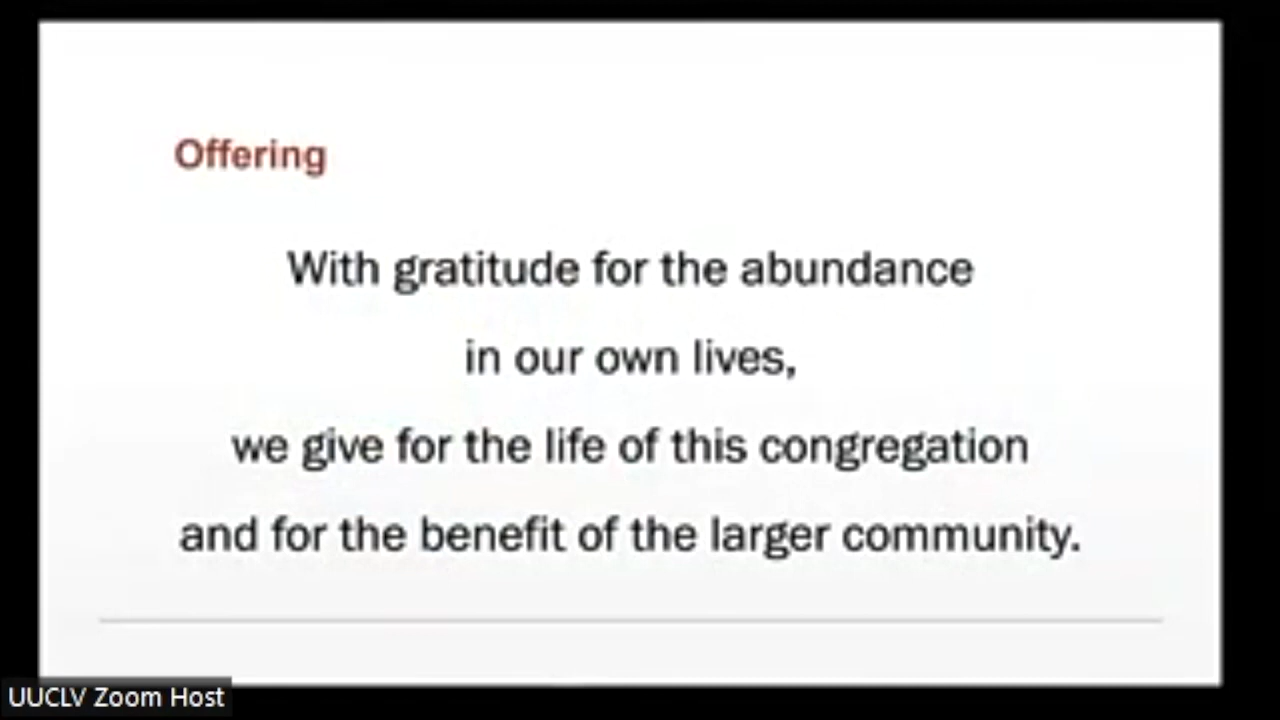 Offering
With gratitude for the abundance
in our own lives,
we give for the life of this congregation
and for the benefit of the larger community.
UUCLV Zoom Host